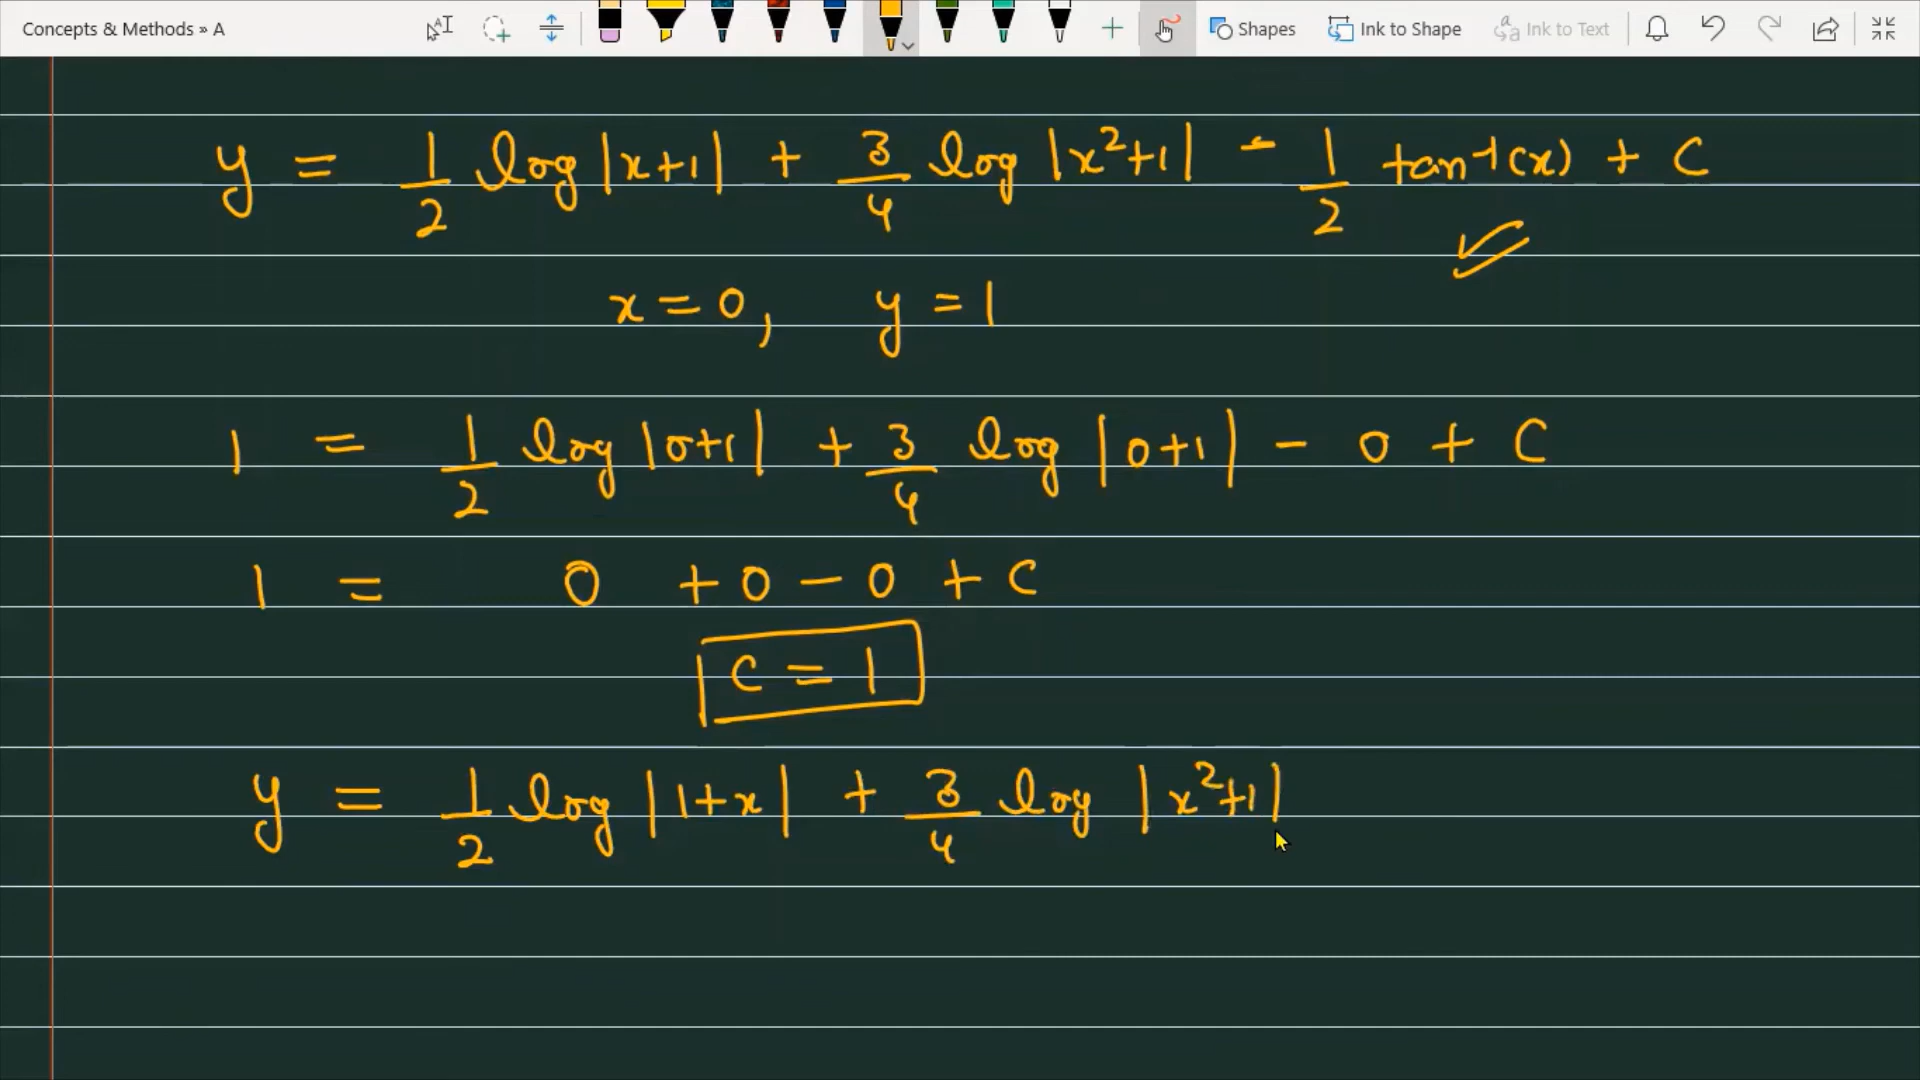 Concepts & Methods » A
Shapes
Ink to Shape
Ink to Text
y = 1/2 log|x+1| + 3/4 log|x²+1| - 1/2 tan⁻¹(x) + C
x = 0, y = 1
1 = 1/2 log|0+1| + 3/4 log|0+1| - 0 + C
1 = 0 + 0 - 0 + C
C = 1
y = 1/2 log|1+x| + 3/4 log|x²+1|